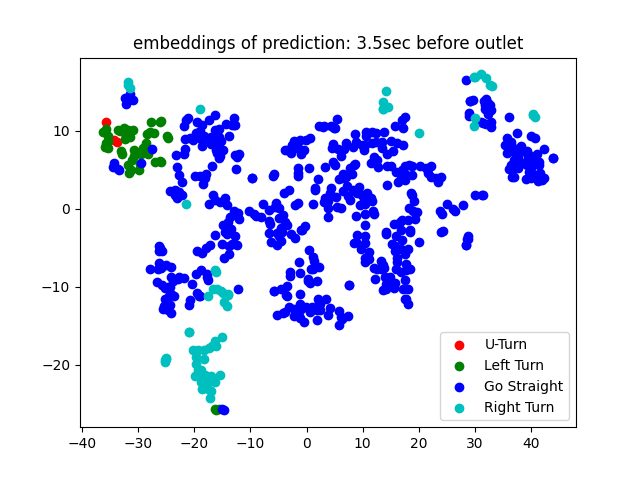 embeddings of prediction: 3.5sec before outlet
10
0
−10
−20
−40 −30 −20 −10 0 10 20 30 40
U-Turn
Left Turn
Go Straight
Right Turn